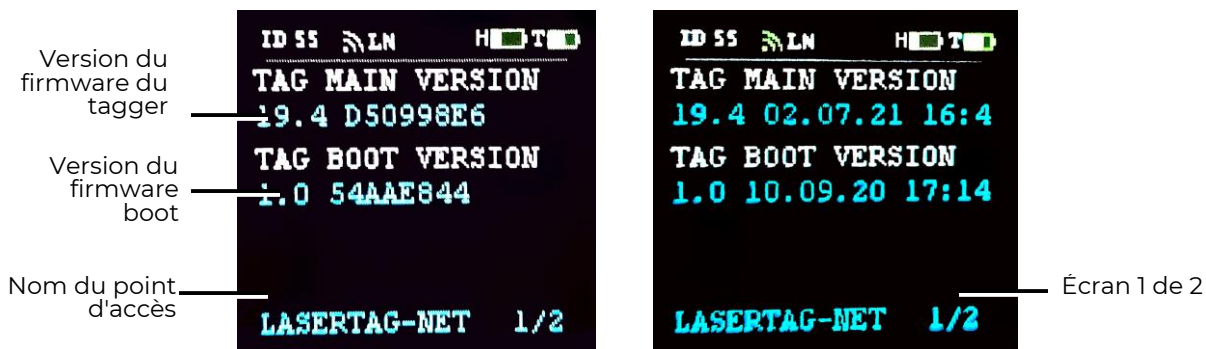 Version du
firmware du
tagger
Version du
firmware
boot
Nom du point
d'accès
ID 55 LN H T
TAG MAIN VERSION
19.4 D50998E6
TAG BOOT VERSION
1.0 54AAE844
LASERTAG-NET 1/2
ID 55 LN H T
TAG MAIN VERSION
19.4 02.07.21 16:4
TAG BOOT VERSION
1.0 10.09.20 17:14
LASERTAG-NET 1/2
Écran 1 de 2